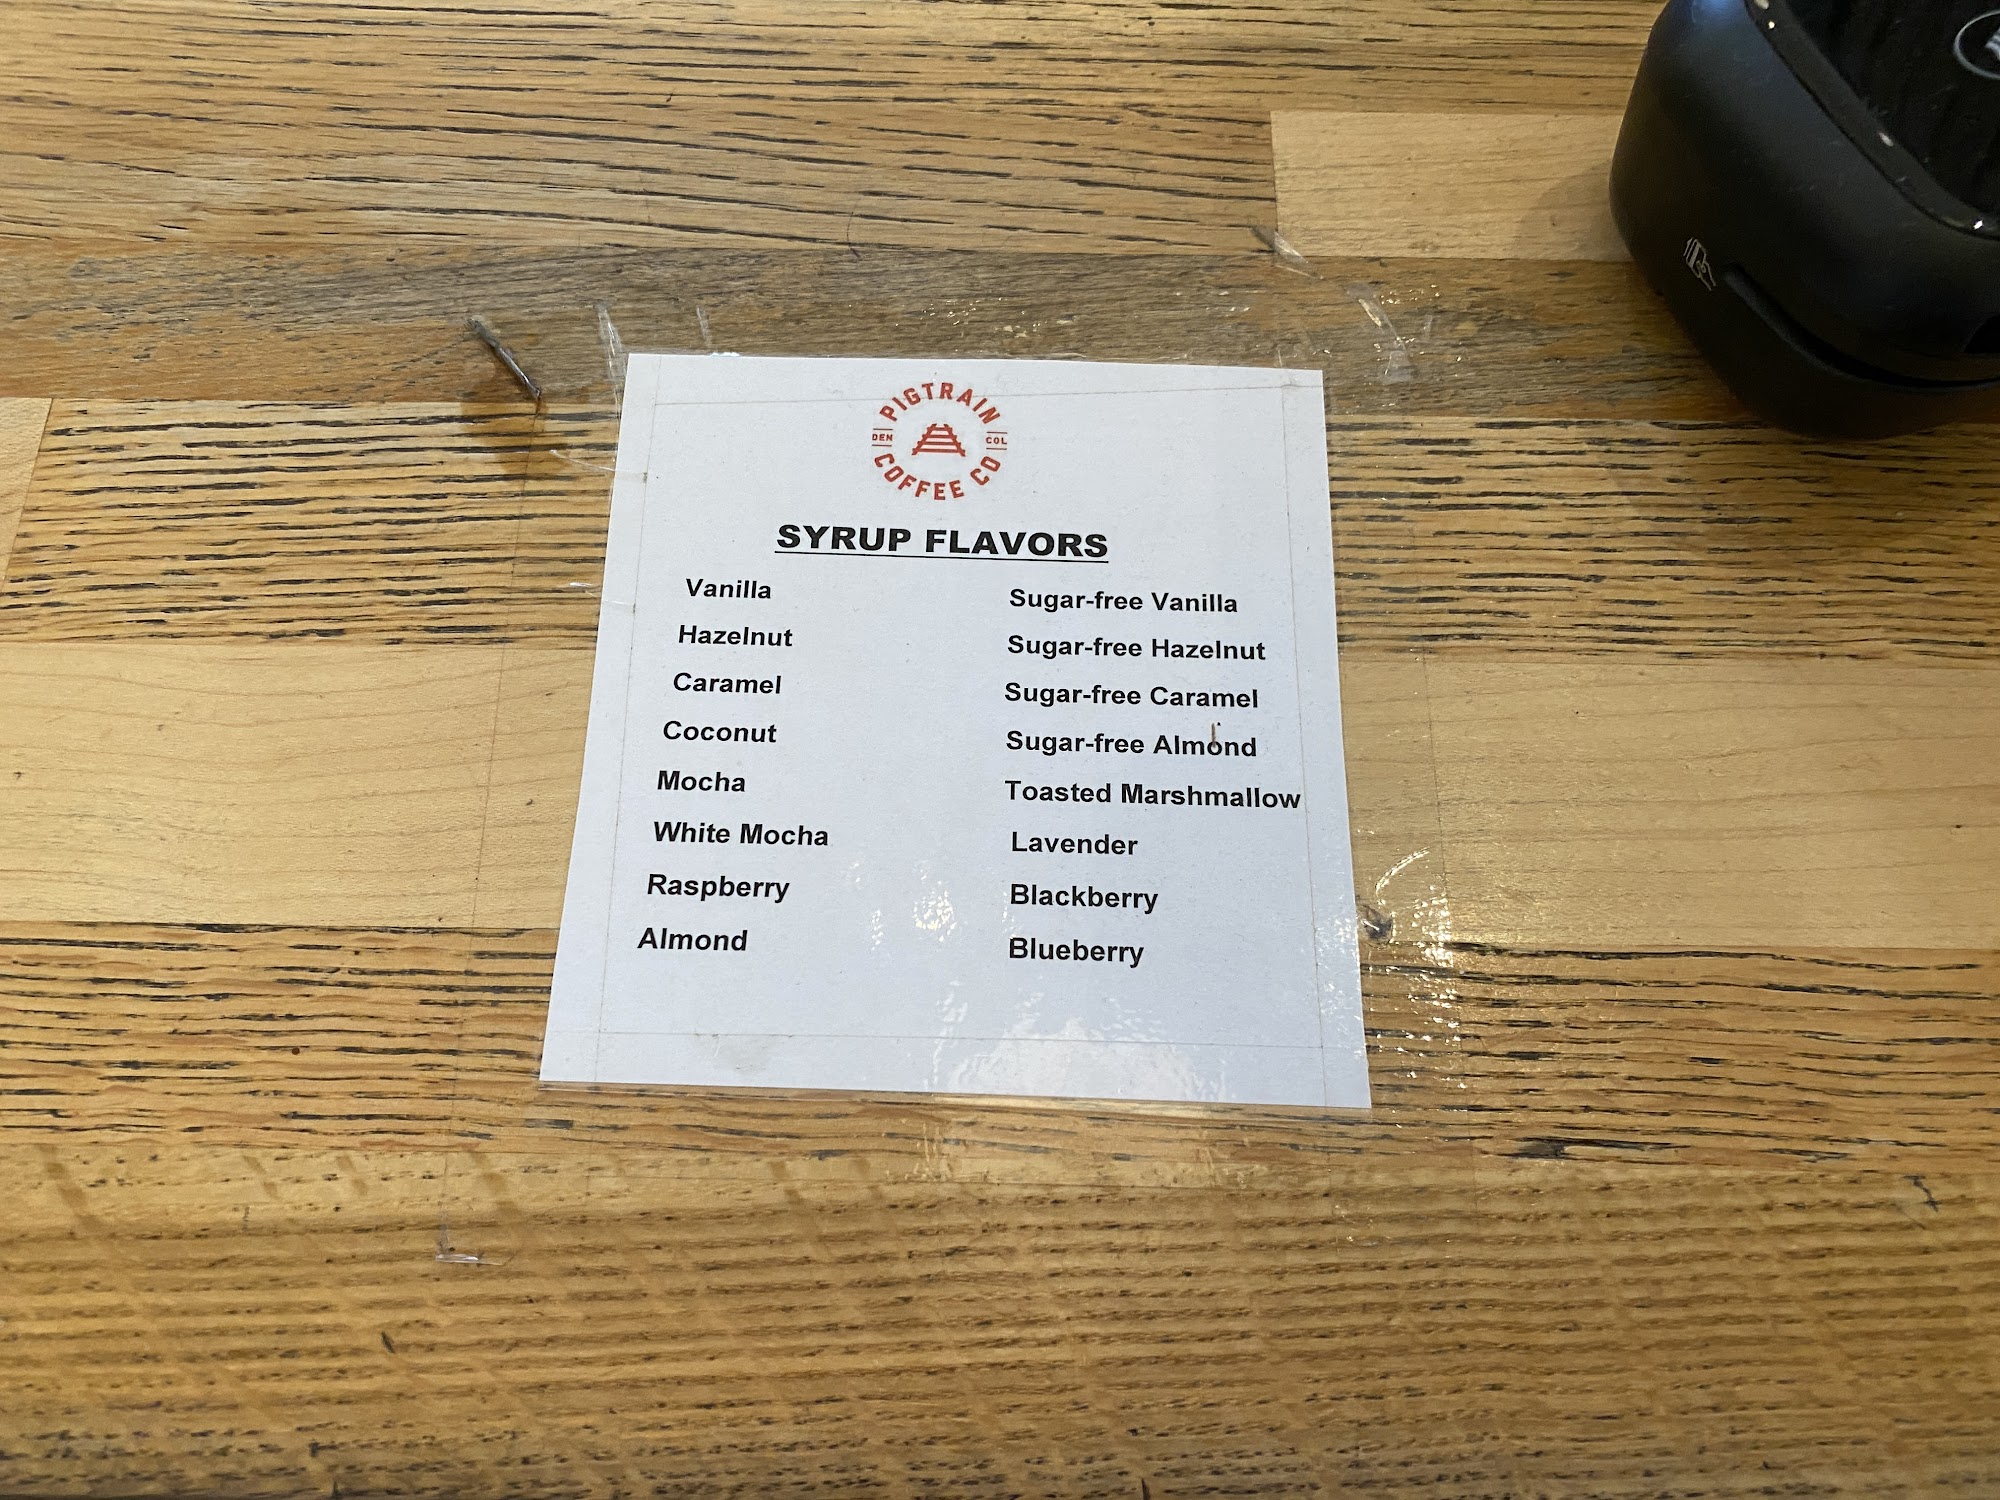 PIGTRAIN
DEN COL
COFFEE CO
SYRUP FLAVORS
Vanilla
Hazelnut
Caramel
Coconut
Mocha
White Mocha
Raspberry
Almond
Sugar-free Vanilla
Sugar-free Hazelnut
Sugar-free Caramel
Sugar-free Almond
Toasted Marshmallow
Lavender
Blackberry
Blueberry